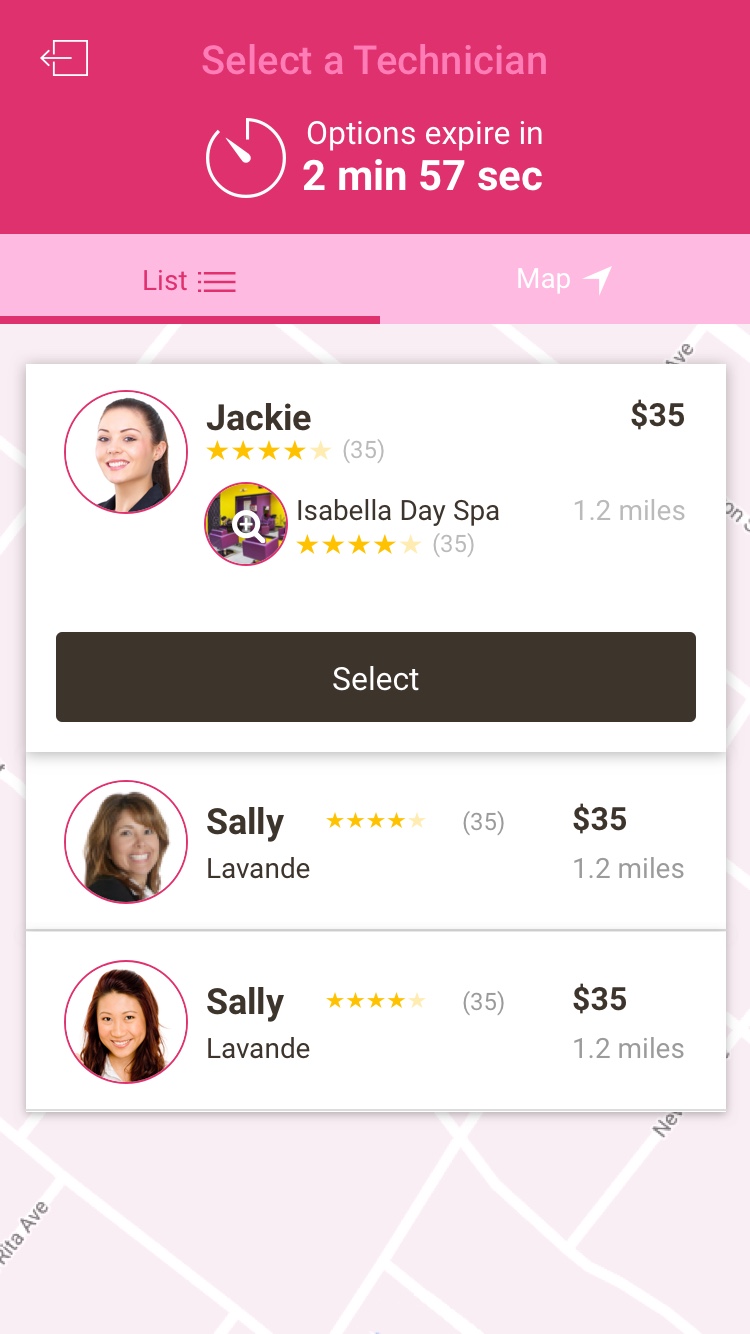 Select a Technician
Options expire in
2 min 57 sec
List
Map
Ave
Jackie
$35
(35)
Isabella Day Spa
1.2 miles
(35)
Select
Sally
(35)
$35
Lavande
1.2 miles
Sally
(35)
$35
Lavande
1.2 miles
Rita Ave